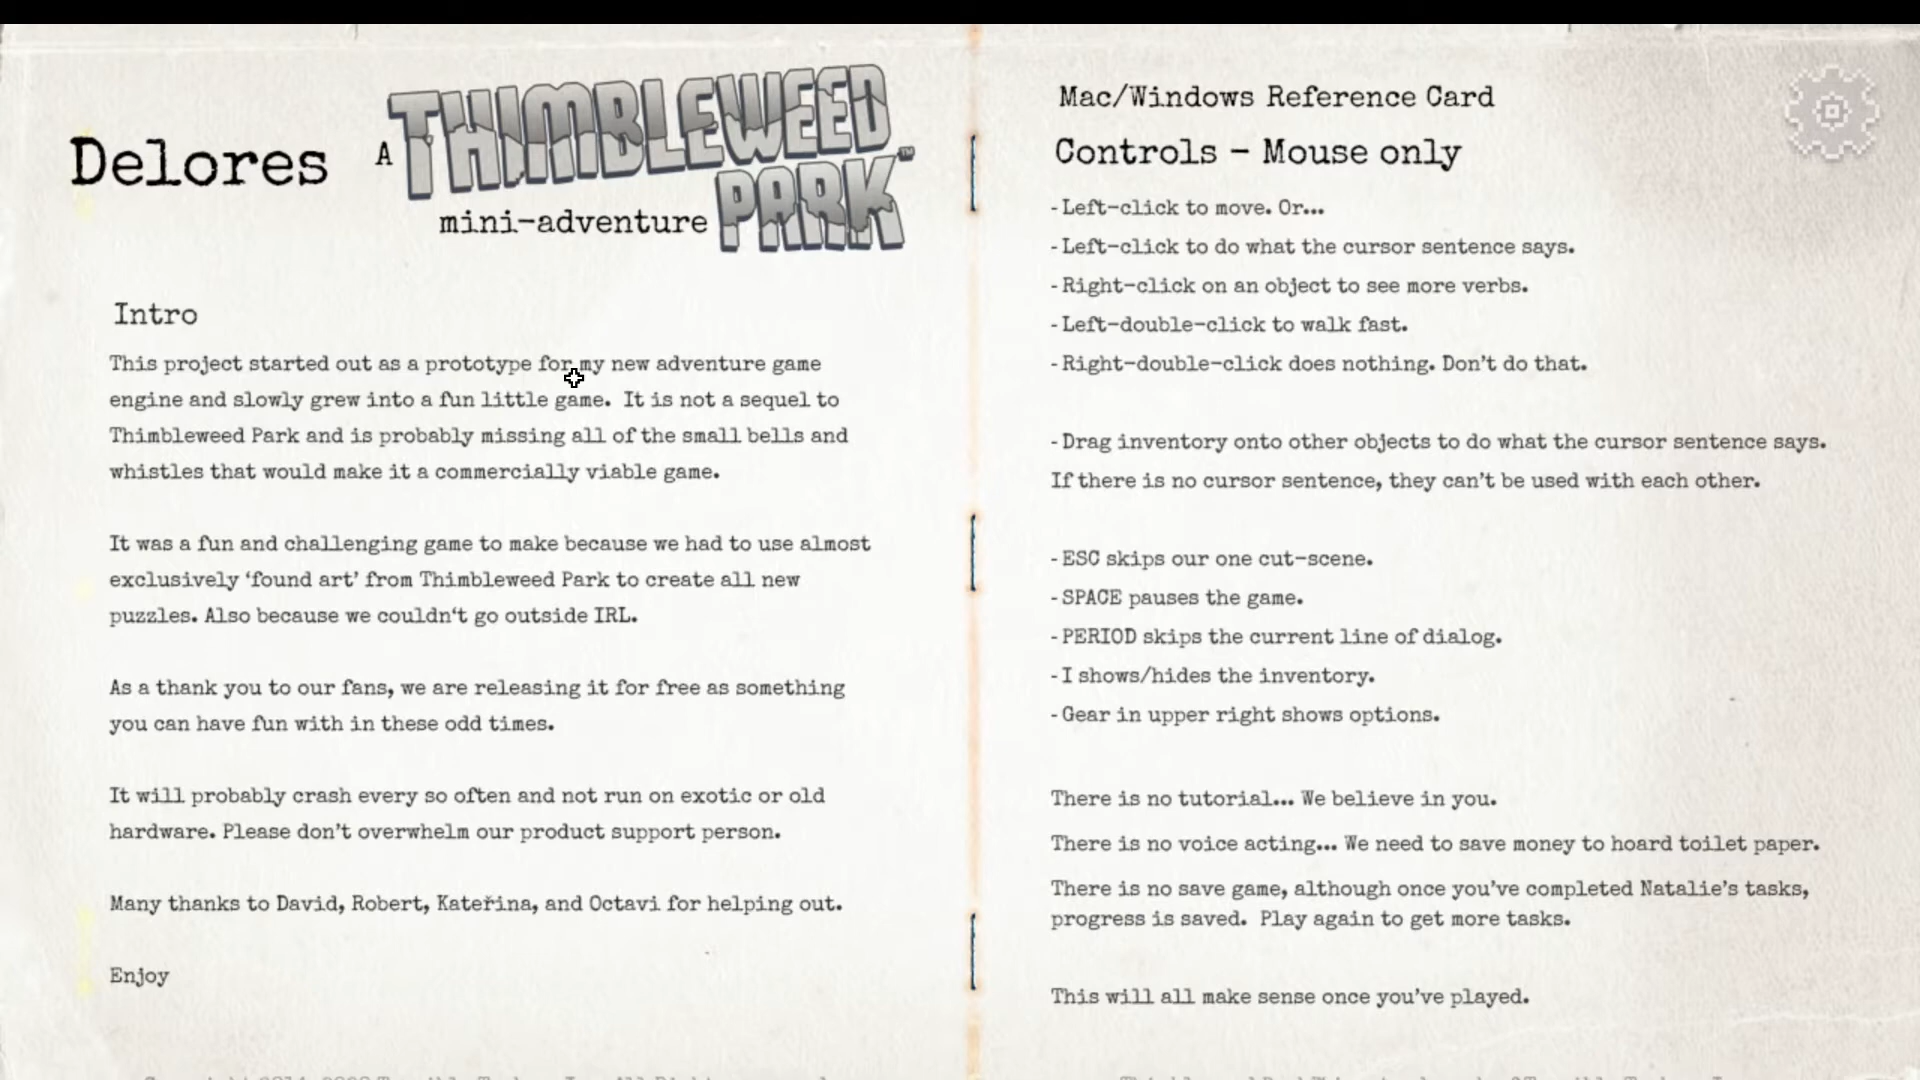 Delores
A THIMBLEWEED PARK™
mini-adventure
Intro
This project started out as a prototype for my new adventure game
engine and slowly grew into a fun little game. It is not a sequel to
Thimbleweed Park and is probably missing all of the small bells and
whistles that would make it a commercially viable game.
It was a fun and challenging game to make because we had to use almost
exclusively ‘found art’ from Thimbleweed Park to create all new
puzzles. Also because we couldn‘t go outside IRL.
As a thank you to our fans, we are releasing it for free as something
you can have fun with in these odd times.
It will probably crash every so often and not run on exotic or old
hardware. Please don’t overwhelm our product support person.
Many thanks to David, Robert, Kateřina, and Octavi for helping out.
Enjoy
Mac/Windows Reference Card
Controls - Mouse only
-Left-click to move. Or...
-Left-click to do what the cursor sentence says.
-Right-click on an object to see more verbs.
-Left-double-click to walk fast.
-Right-double-click does nothing. Don’t do that.
-Drag inventory onto other objects to do what the cursor sentence says.
If there is no cursor sentence, they can’t be used with each other.
-ESC skips our one cut-scene.
-SPACE pauses the game.
-PERIOD skips the current line of dialog.
-I shows/hides the inventory.
-Gear in upper right shows options.
There is no tutorial... We believe in you.
There is no voice acting... We need to save money to hoard toilet paper.
There is no save game, although once you’ve completed Natalie’s tasks,
progress is saved. Play again to get more tasks.
This will all make sense once you’ve played.